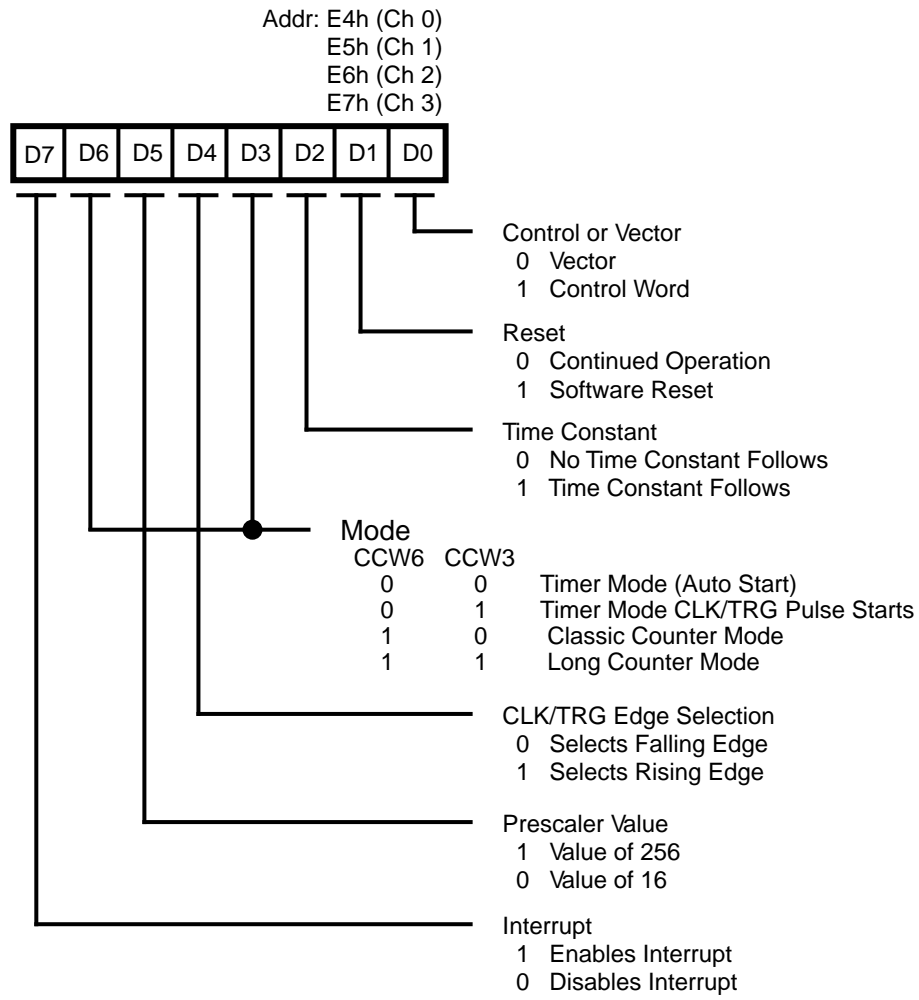 Addr: E4h (Ch 0)
E5h (Ch 1)
E6h (Ch 2)
E7h (Ch 3)
D7 D6 D5 D4 D3 D2 D1 D0
Control or Vector
0 Vector
1 Control Word
Reset
0 Continued Operation
1 Software Reset
Time Constant
0 No Time Constant Follows
1 Time Constant Follows
Mode
CCW6 CCW3
0 0 Timer Mode (Auto Start)
0 1 Timer Mode CLK/TRG Pulse Starts
1 0 Classic Counter Mode
1 1 Long Counter Mode
CLK/TRG Edge Selection
0 Selects Falling Edge
1 Selects Rising Edge
Prescaler Value
1 Value of 256
0 Value of 16
Interrupt
1 Enables Interrupt
0 Disables Interrupt